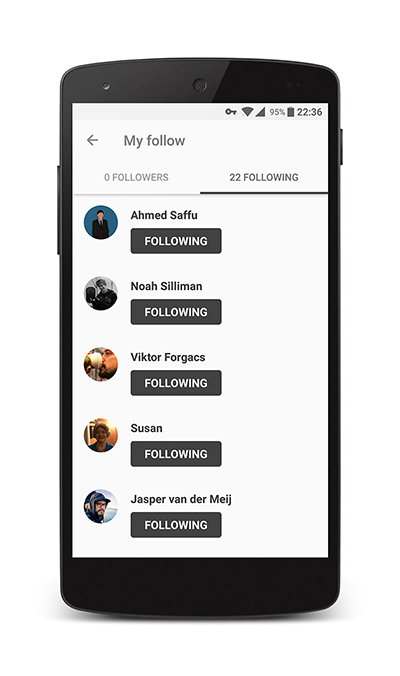 95% 22:36
My follow
0 FOLLOWERS 22 FOLLOWING
Ahmed Saffu
FOLLOWING
Noah Silliman
FOLLOWING
Viktor Forgacs
FOLLOWING
Susan
FOLLOWING
Jasper van der Meij
FOLLOWING